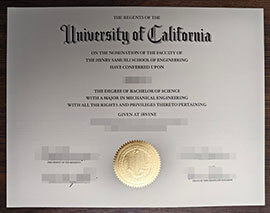 THE REGENTS OF THE
University of California
ON THE NOMINATION OF THE FACULTY OF
THE HENRY SAMUELI SCHOOL OF ENGINEERING
HAVE CONFERRED UPON
THE DEGREE OF BACHELOR OF SCIENCE
WITH A MAJOR IN MECHANICAL ENGINEERING
WITH ALL THE RIGHTS AND PRIVILEGES THERETO PERTAINING
GIVEN AT IRVINE